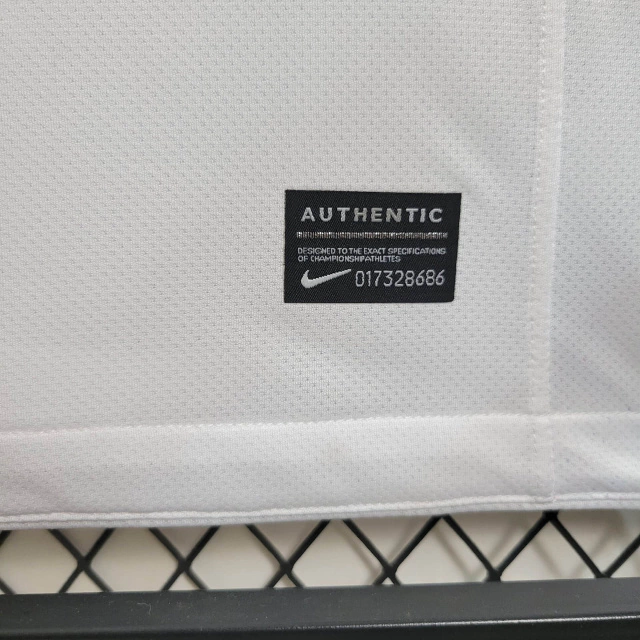 AUTHENTIC
DESIGNED TO THE EXACT SPECIFICATIONS
OF CHAMPIONSHIPATHLETES
017328686